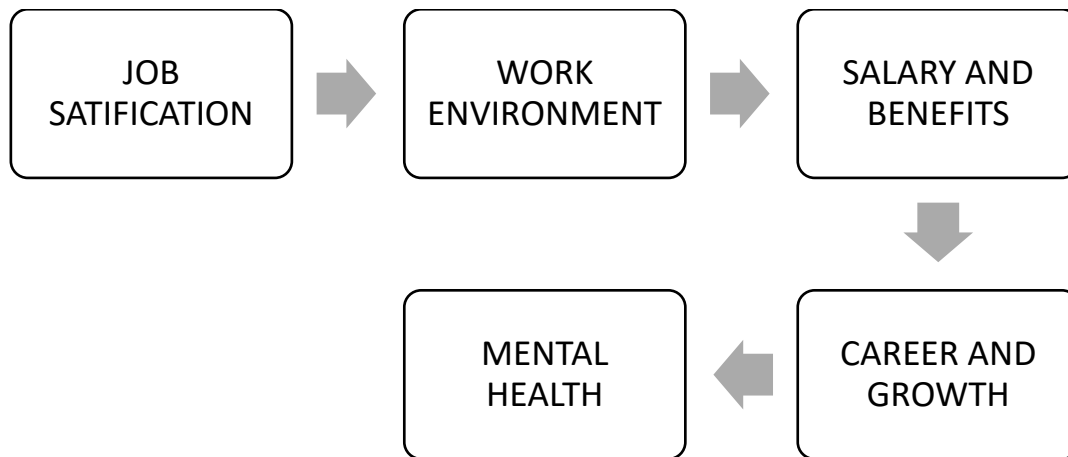 JOB
SATIFICATION
WORK
ENVIRONMENT
SALARY AND
BENEFITS
CAREER AND
GROWTH
MENTAL
HEALTH